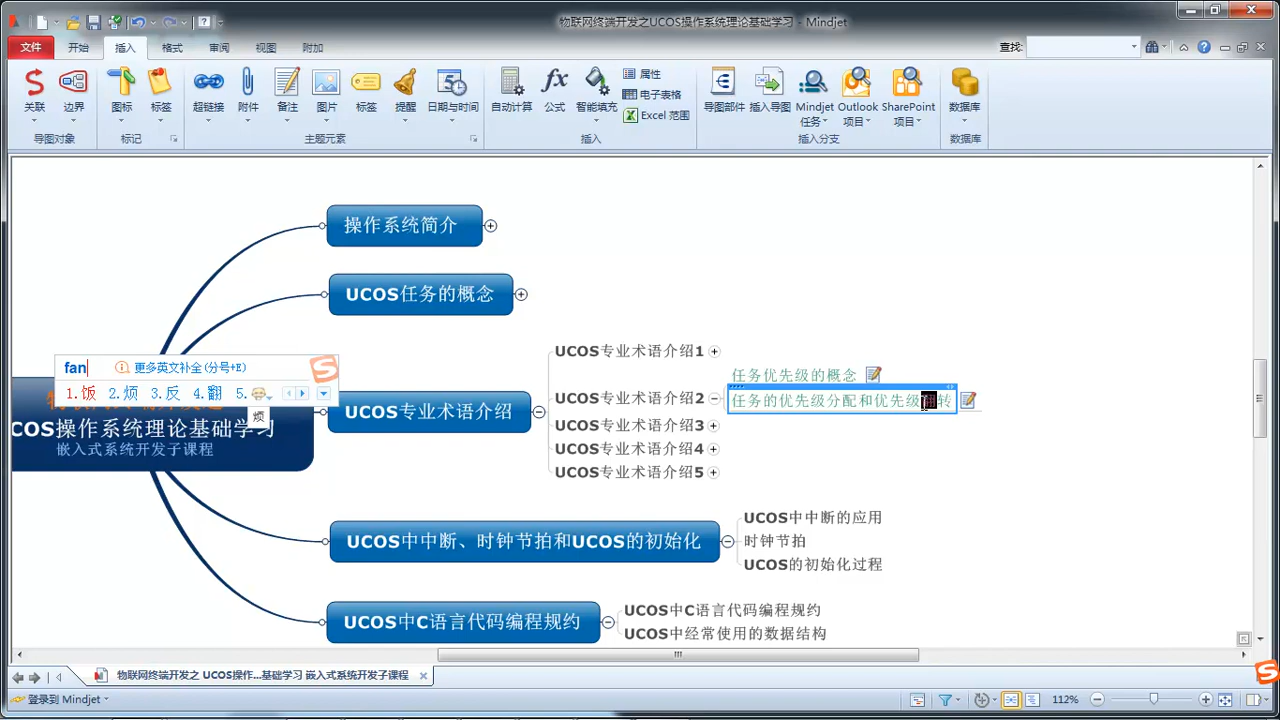 物联网终端开发之UCOS操作系统理论基础学习 - Mindjet
文件 开始 插入 格式 审阅 视图 附加 查找:
关联 边界 图标 标签 超链接 附件 备注 图片 标签 提醒 日期与时间 自动计算 公式 智能填充 属性 电子表格 Excel 范围 导图部件 插入导图 Mindjet 任务 Outlook 项目 SharePoint 项目 数据库
导图对象 标记 主题元素 插入 插入分支 数据库
操作系统简介
UCOS任务的概念
fan 更多英文补全(分号+E)
1.饭 2.烦 3.反 4.翻 5.
烦
COS操作系统理论基础学习
嵌入式系统开发子课程
UCOS专业术语介绍
UCOS专业术语介绍1
UCOS专业术语介绍2
任务优先级的概念
任务的优先级分配和优先级 转
UCOS专业术语介绍3
UCOS专业术语介绍4
UCOS专业术语介绍5
UCOS中中断、时钟节拍和UCOS的初始化
UCOS中中断的应用
时钟节拍
UCOS的初始化过程
UCOS中C语言代码编程规约
UCOS中C语言代码编程规约
UCOS中经常使用的数据结构
物联网终端开发之 UCOS操作...基础学习 嵌入式系统开发子课程
登录到 Mindjet 112%